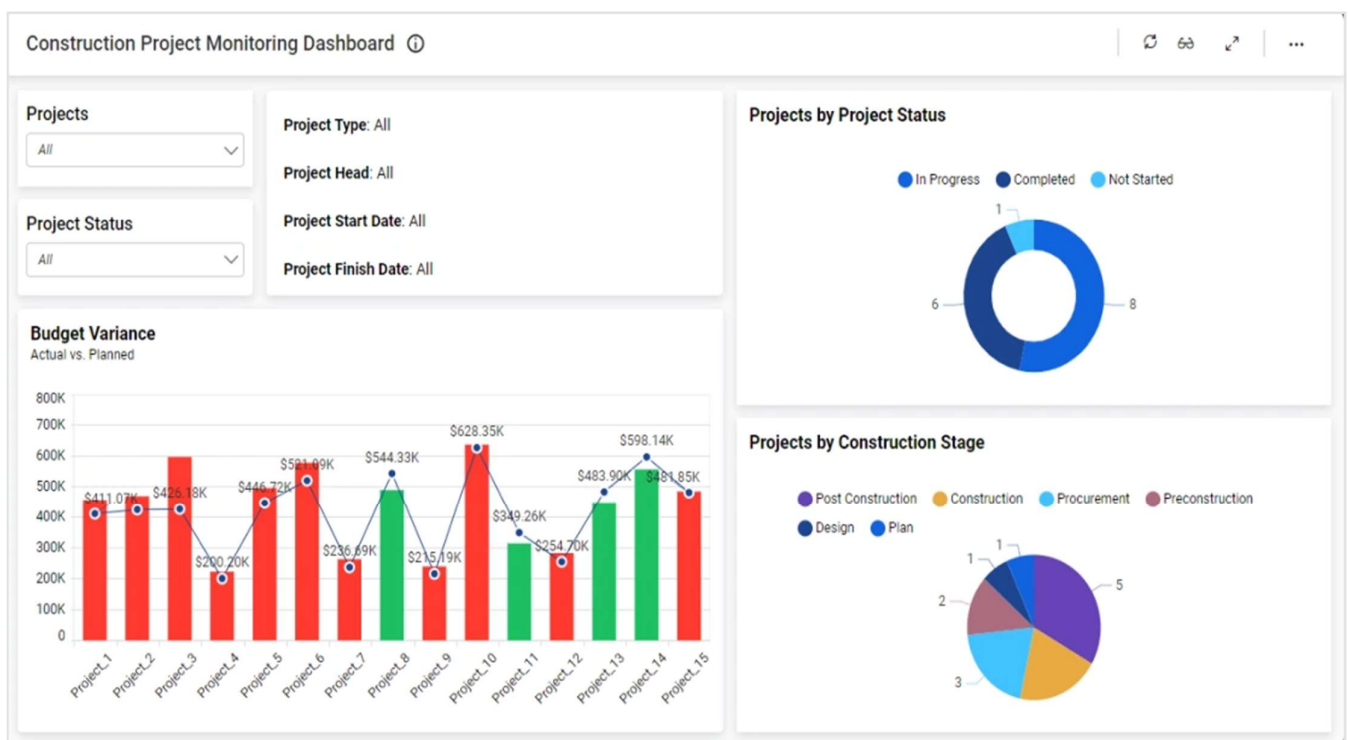 Construction Project Monitoring Dashboard
Projects
All
Project Status
All
Project Type: All
Project Head: All
Project Start Date: All
Project Finish Date: All
Budget Variance
Actual vs. Planned
800K
700K
600K
500K
400K
300K
200K
100K
0
$411.07K
$426.18K
$200.20K
$446.72K
$521.09K
$236.69K
$544.33K
$215.19K
$628.35K
$349.26K
$254.70K
$483.90K
$598.14K
$481.85K
Project_1
Project_2
Project_3
Project_4
Project_5
Project_6
Project_7
Project_8
Project_9
Project_10
Project_11
Project_12
Project_13
Project_14
Project_15
Projects by Project Status
In Progress Completed Not Started
1
6
8
Projects by Construction Stage
Post Construction Construction Procurement Preconstruction
Design Plan
1
1
5
2
3